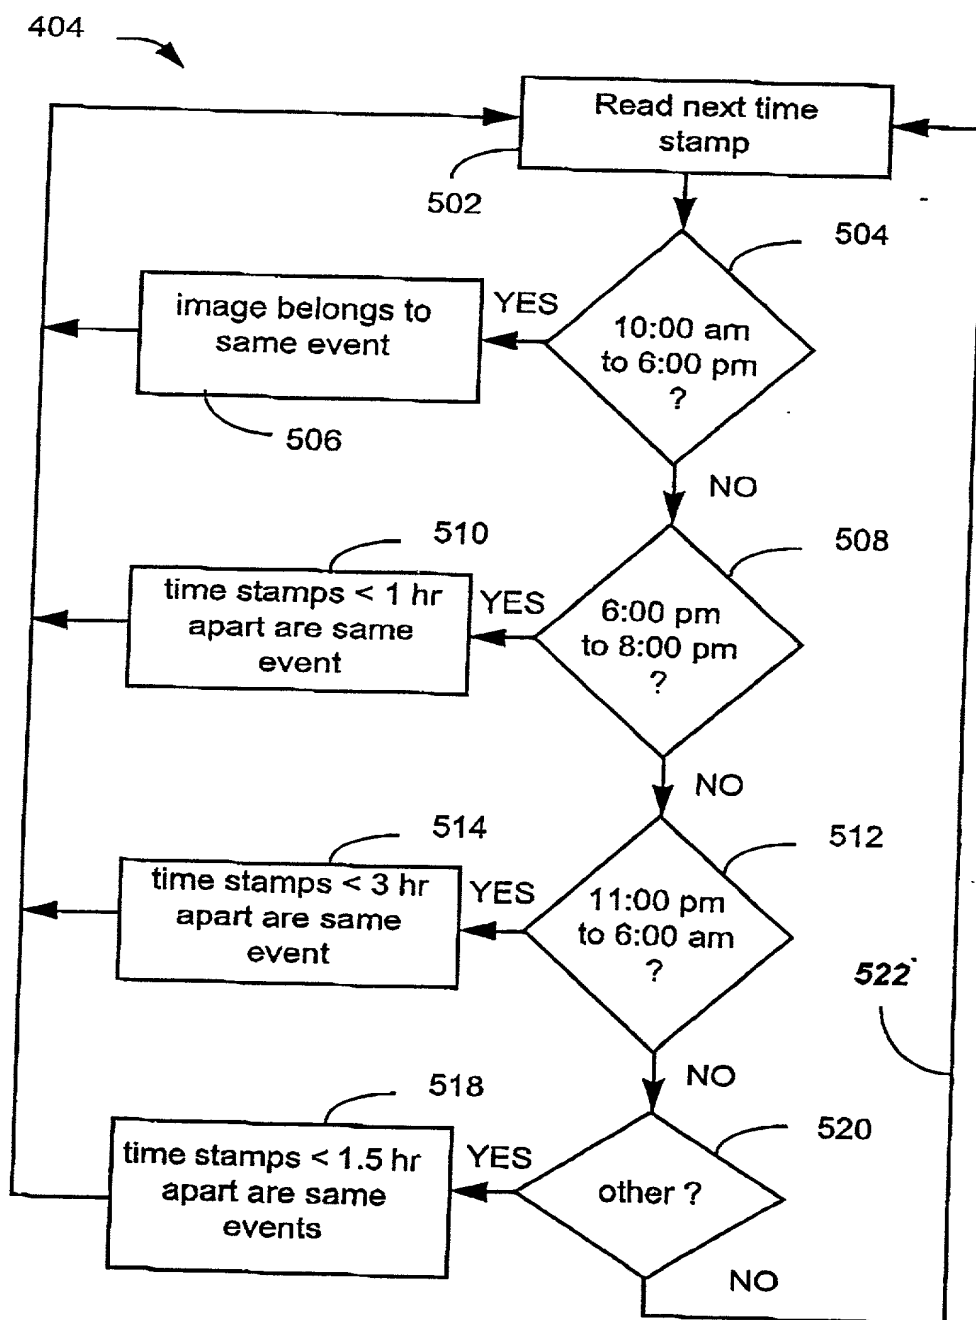 404
Read next time
stamp
502
504
10:00 am
to 6:00 pm
?
YES
image belongs to
same event
506
NO
508
6:00 pm
to 8:00 pm
?
YES
510
time stamps < 1 hr
apart are same
event
NO
512
11:00 pm
to 6:00 am
?
YES
514
time stamps < 3 hr
apart are same
event
522
NO
520
other ?
YES
518
time stamps < 1.5 hr
apart are same
events
NO